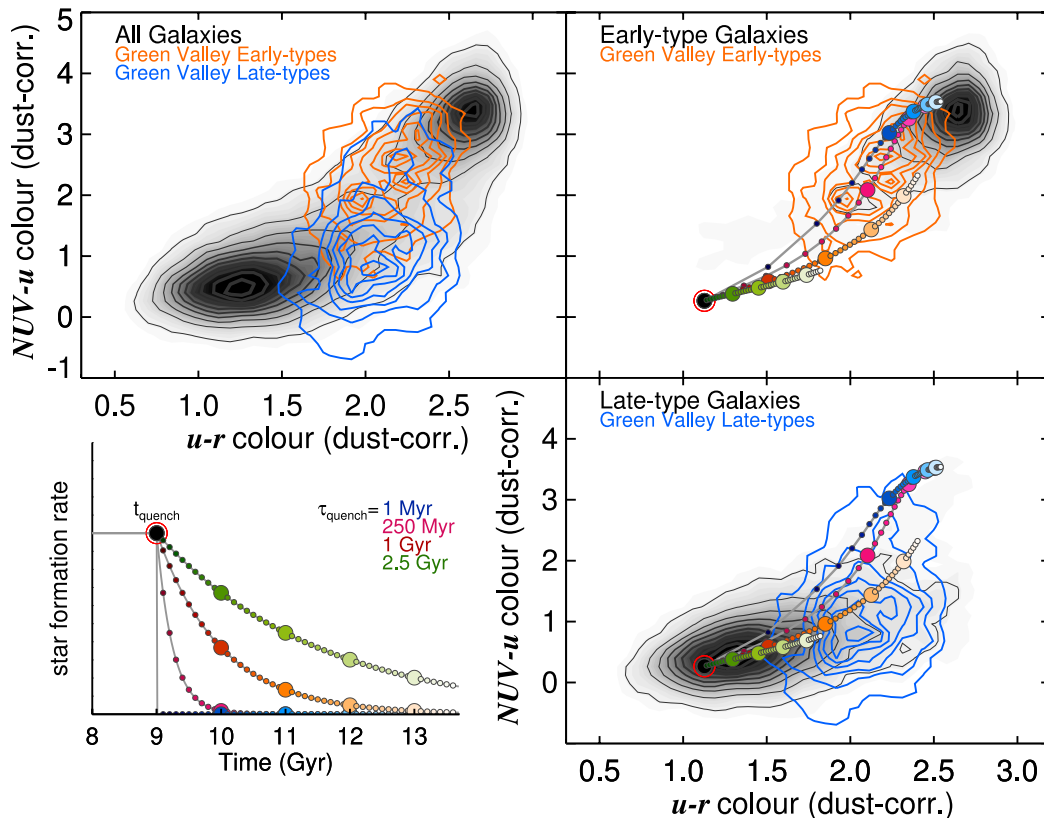 All Galaxies
Green Valley Early-types
Green Valley Late-types
5
4
3
2
1
0
-1
NUV-u colour (dust-corr.)
0.5 1.0 1.5 2.0 2.5
u-r colour (dust-corr.)
Early-type Galaxies
Green Valley Early-types
NUV-u colour (dust-corr.)
star formation rate
tquench
τquench= 1 Myr
250 Myr
1 Gyr
2.5 Gyr
8 9 10 11 12 13
Time (Gyr)
Late-type Galaxies
Green Valley Late-types
4
3
2
1
0
NUV-u colour (dust-corr.)
0.5 1.0 1.5 2.0 2.5 3.0
u-r colour (dust-corr.)